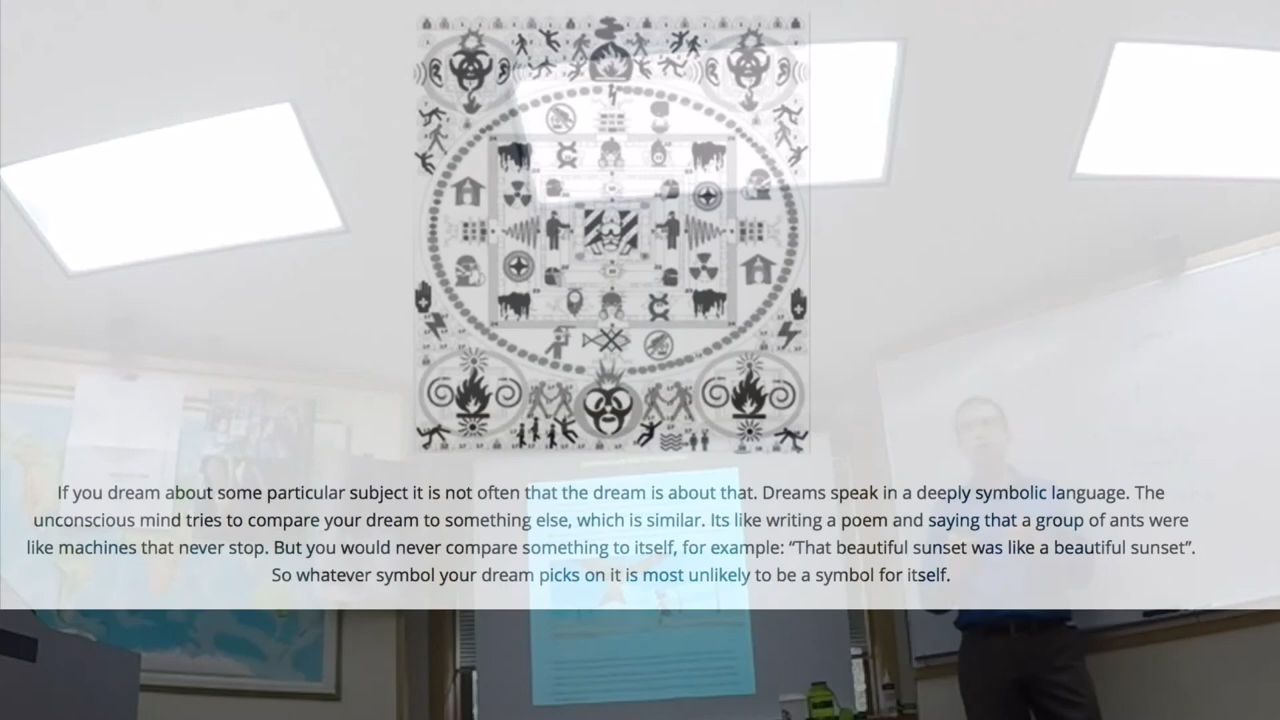 If you dream about some particular subject it is not often that the dream is about that. Dreams speak in a deeply symbolic language. The
unconscious mind tries to compare your dream to something else, which is similar. Its like writing a poem and saying that a group of ants were
like machines that never stop. But you would never compare something to itself, for example: “That beautiful sunset was like a beautiful sunset”.
So whatever symbol your dream picks on it is most unlikely to be a symbol for itself.